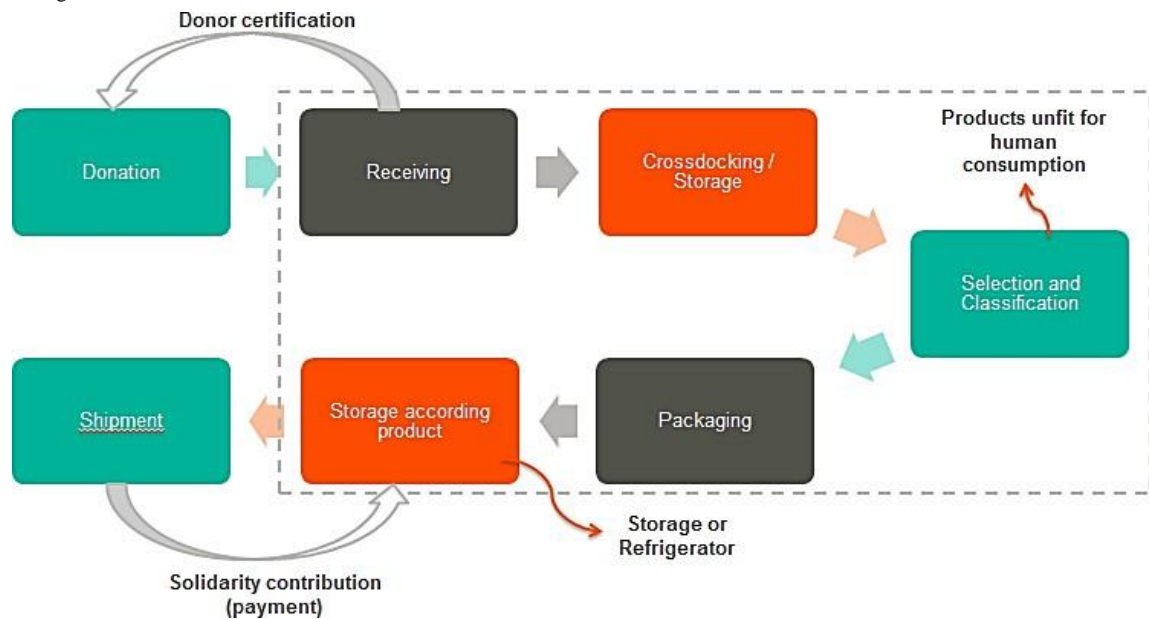 Donor certification
Donation
Receiving
Crossdocking /
Storage
Products unfit for
human
consumption
Selection and
Classification
Shipment
Storage according
product
Packaging
Storage or
Refrigerator
Solidarity contribution
(payment)